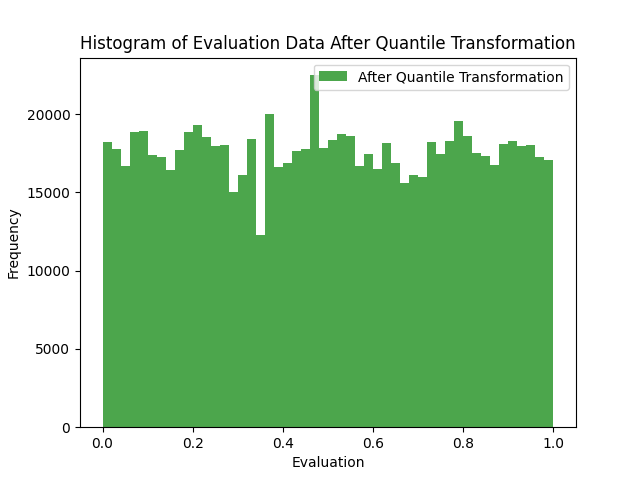 Histogram of Evaluation Data After Quantile Transformation
After Quantile Transformation
20000
15000
10000
5000
0
Frequency
0.0 0.2 0.4 0.6 0.8 1.0
Evaluation